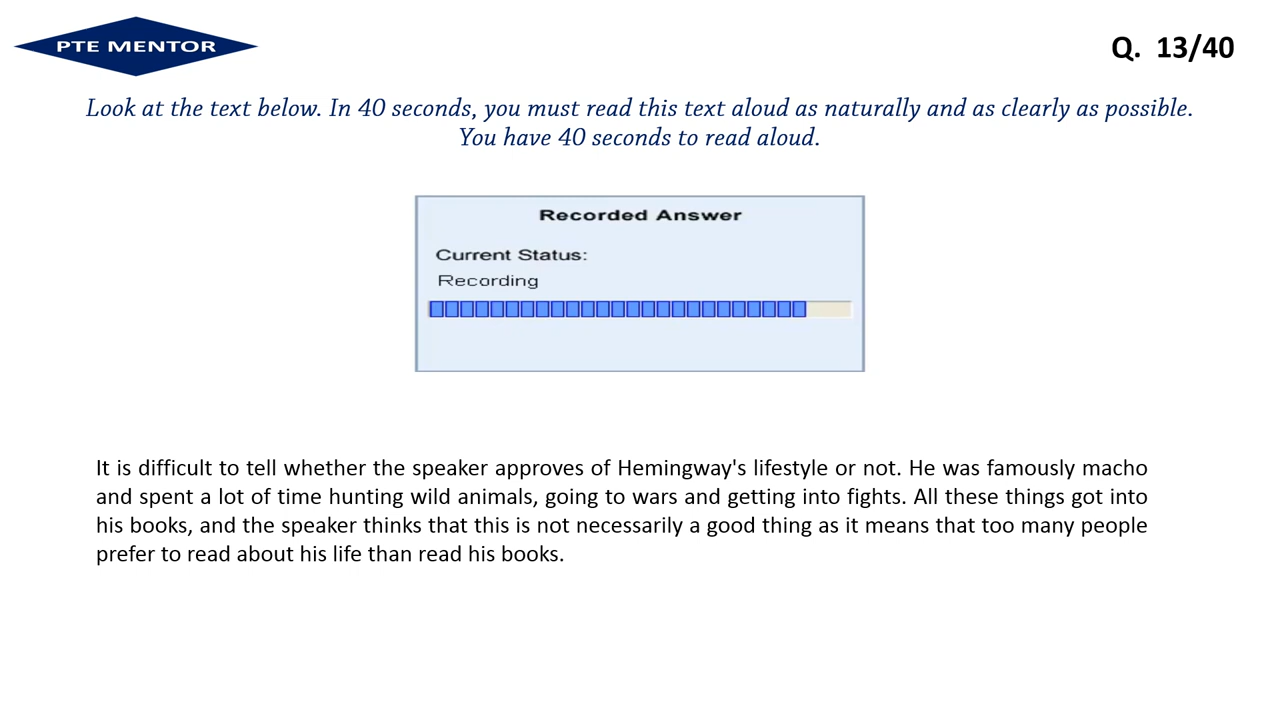 PTE MENTOR
Q. 13/40
Look at the text below. In 40 seconds, you must read this text aloud as naturally and as clearly as possible.
You have 40 seconds to read aloud.
Recorded Answer
Current Status:
Recording
It is difficult to tell whether the speaker approves of Hemingway's lifestyle or not. He was famously macho
and spent a lot of time hunting wild animals, going to wars and getting into fights. All these things got into
his books, and the speaker thinks that this is not necessarily a good thing as it means that too many people
prefer to read about his life than read his books.